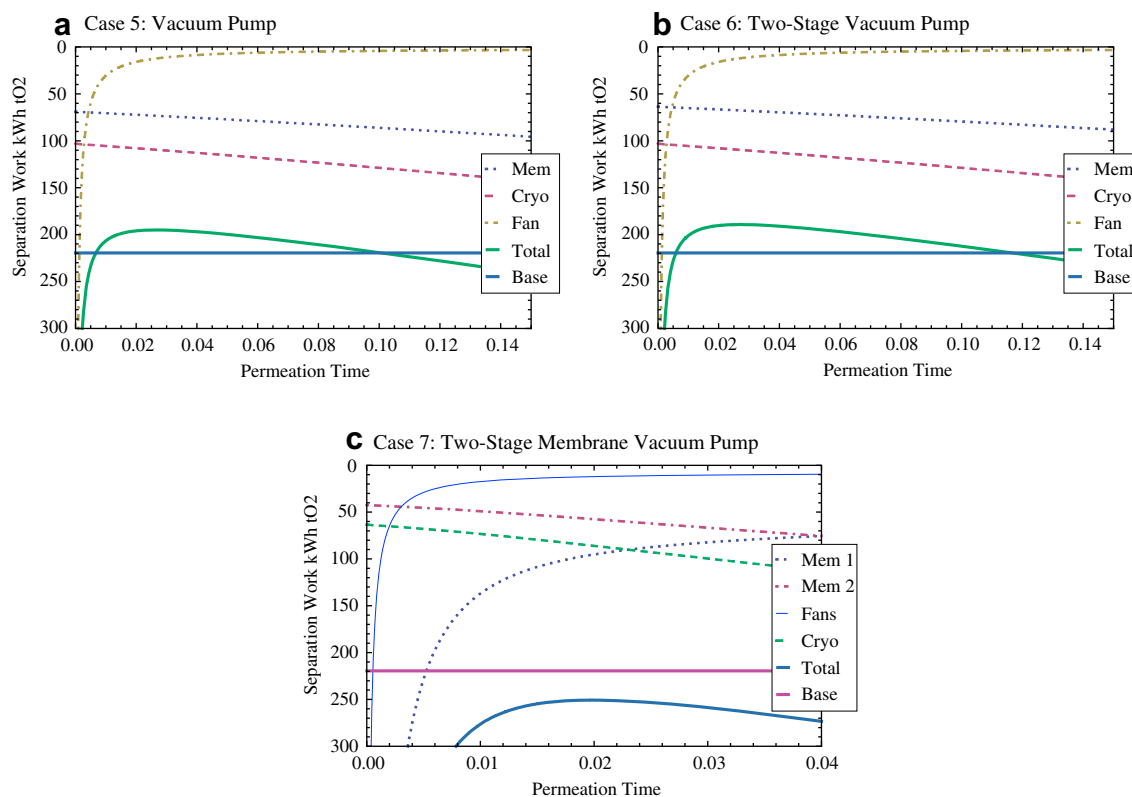 a Case 5: Vacuum Pump
Separation Work kWh tO2
0
50
100
150
200
250
300
0.00 0.02 0.04 0.06 0.08 0.10 0.12 0.14
Permeation Time
Mem
Cryo
Fan
Total
Base
b Case 6: Two-Stage Vacuum Pump
Separation Work kWh tO2
0
50
100
150
200
250
300
0.00 0.02 0.04 0.06 0.08 0.10 0.12 0.14
Permeation Time
Mem
Cryo
Fan
Total
Base
c Case 7: Two-Stage Membrane Vacuum Pump
Separation Work kWh tO2
0
50
100
150
200
250
300
0.00 0.01 0.02 0.03 0.04
Permeation Time
Mem 1
Mem 2
Fans
Cryo
Total
Base